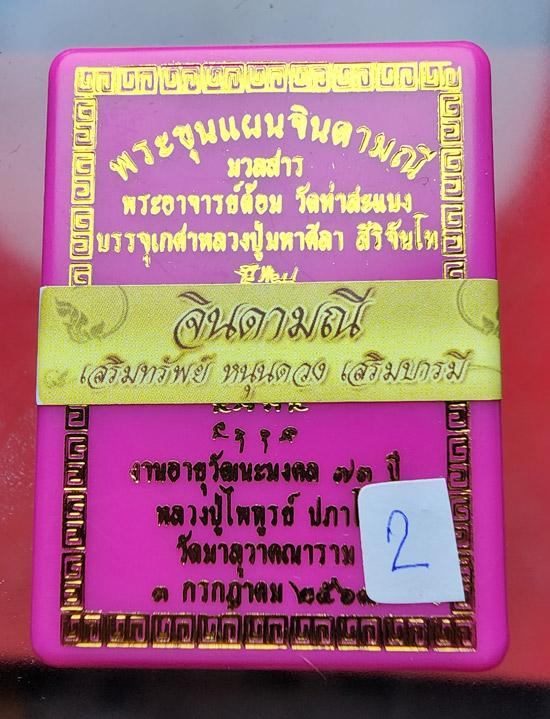 พระขุนแผนจินดามณี
มวลสาร
พระอาจารย์ต้อม วัดท่าสะแบง
บรรจุเกศาหลวงปู่มหาศิลา สิริจันโท
จินดามณี
เสริมทรัพย์ หนุนดวง เสริมบารมี
งานอายุวัฒนะมงคล ๗๓ ปี
หลวงปู่ไพฑูรย์
วัดมาลุวาคณาราม
๓ กรกฎาคม
2